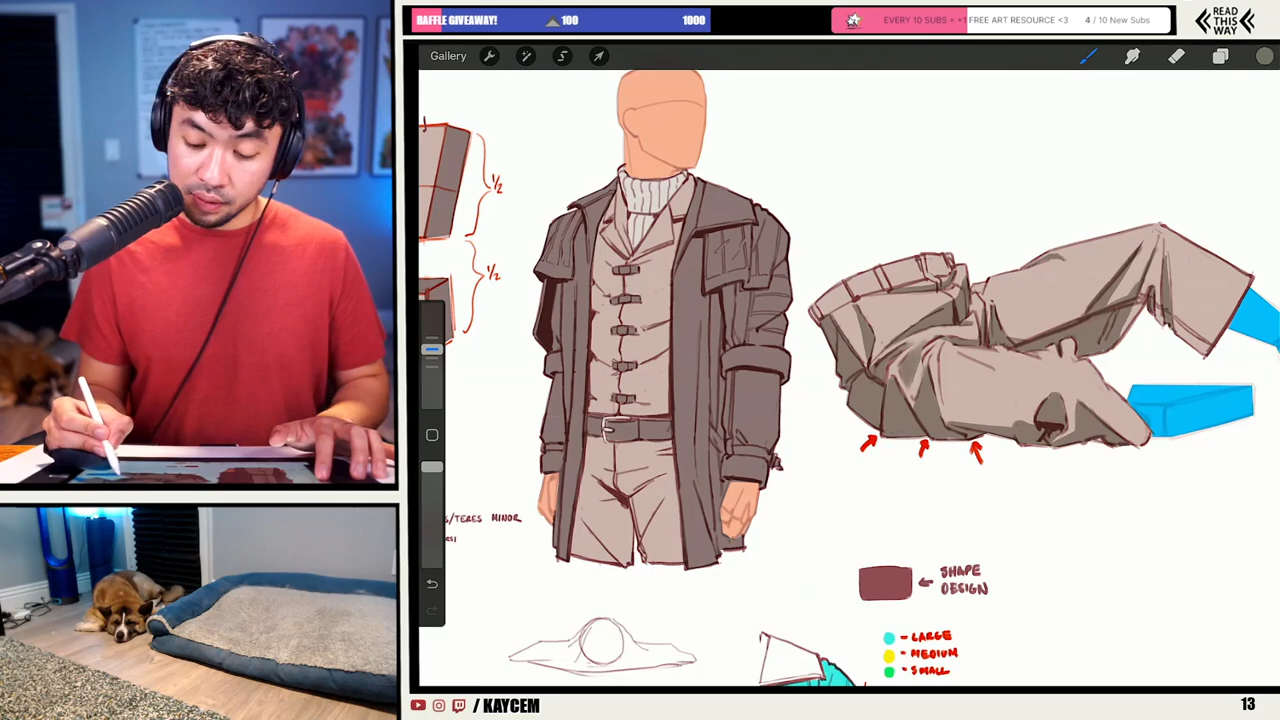 RAFFLE GIVEAWAY!
100
1000
EVERY 10 SUBS = +1 FREE ART RESOURCE <3
4 / 10 New Subs
READ
THIS
WAY
Gallery
1/2
1/2
S/TERES MINOR
SHAPE
DESIGN
- LARGE
- MEDIUM
- SMALL
/ KAYCEM
13